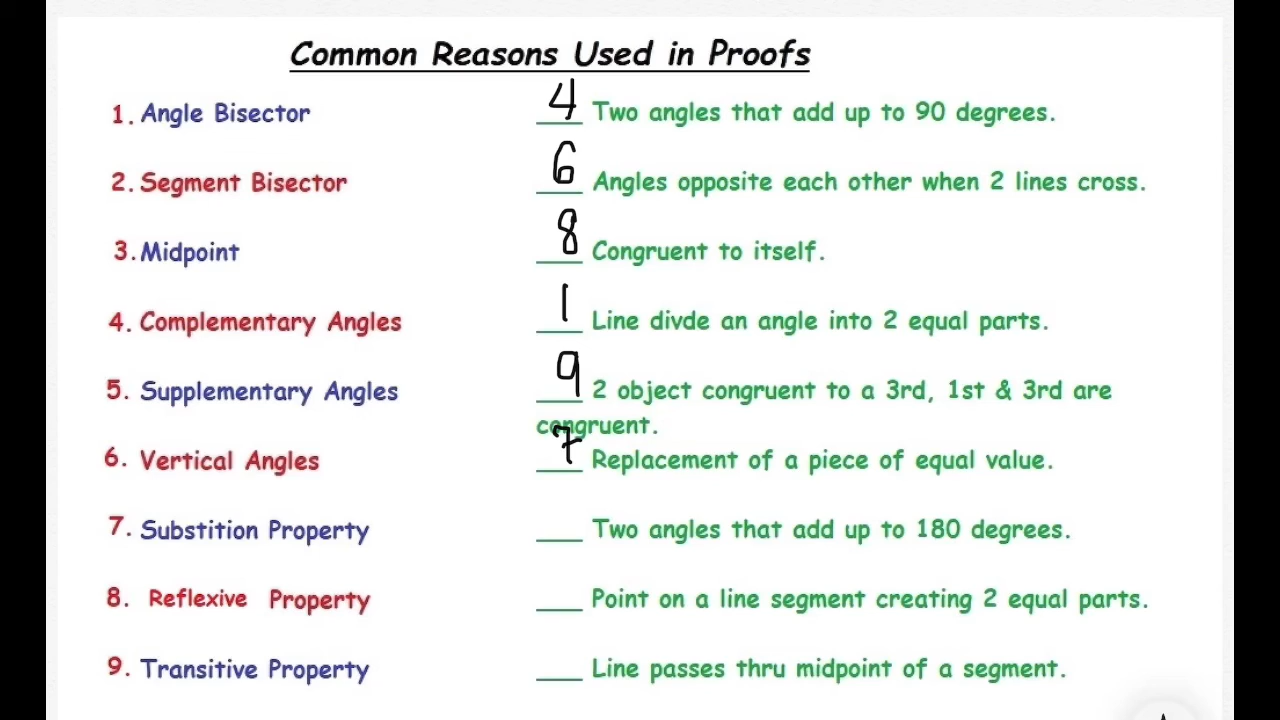 Common Reasons Used in Proofs
1. Angle Bisector 4 Two angles that add up to 90 degrees.
2. Segment Bisector 6 Angles opposite each other when 2 lines cross.
3. Midpoint 8 Congruent to itself.
4. Complementary Angles 1 Line divde an angle into 2 equal parts.
5. Supplementary Angles 9 2 object congruent to a 3rd, 1st & 3rd are
congruent.
6. Vertical Angles 7 Replacement of a piece of equal value.
7. Substition Property ___ Two angles that add up to 180 degrees.
8. Reflexive Property ___ Point on a line segment creating 2 equal parts.
9. Transitive Property ___ Line passes thru midpoint of a segment.